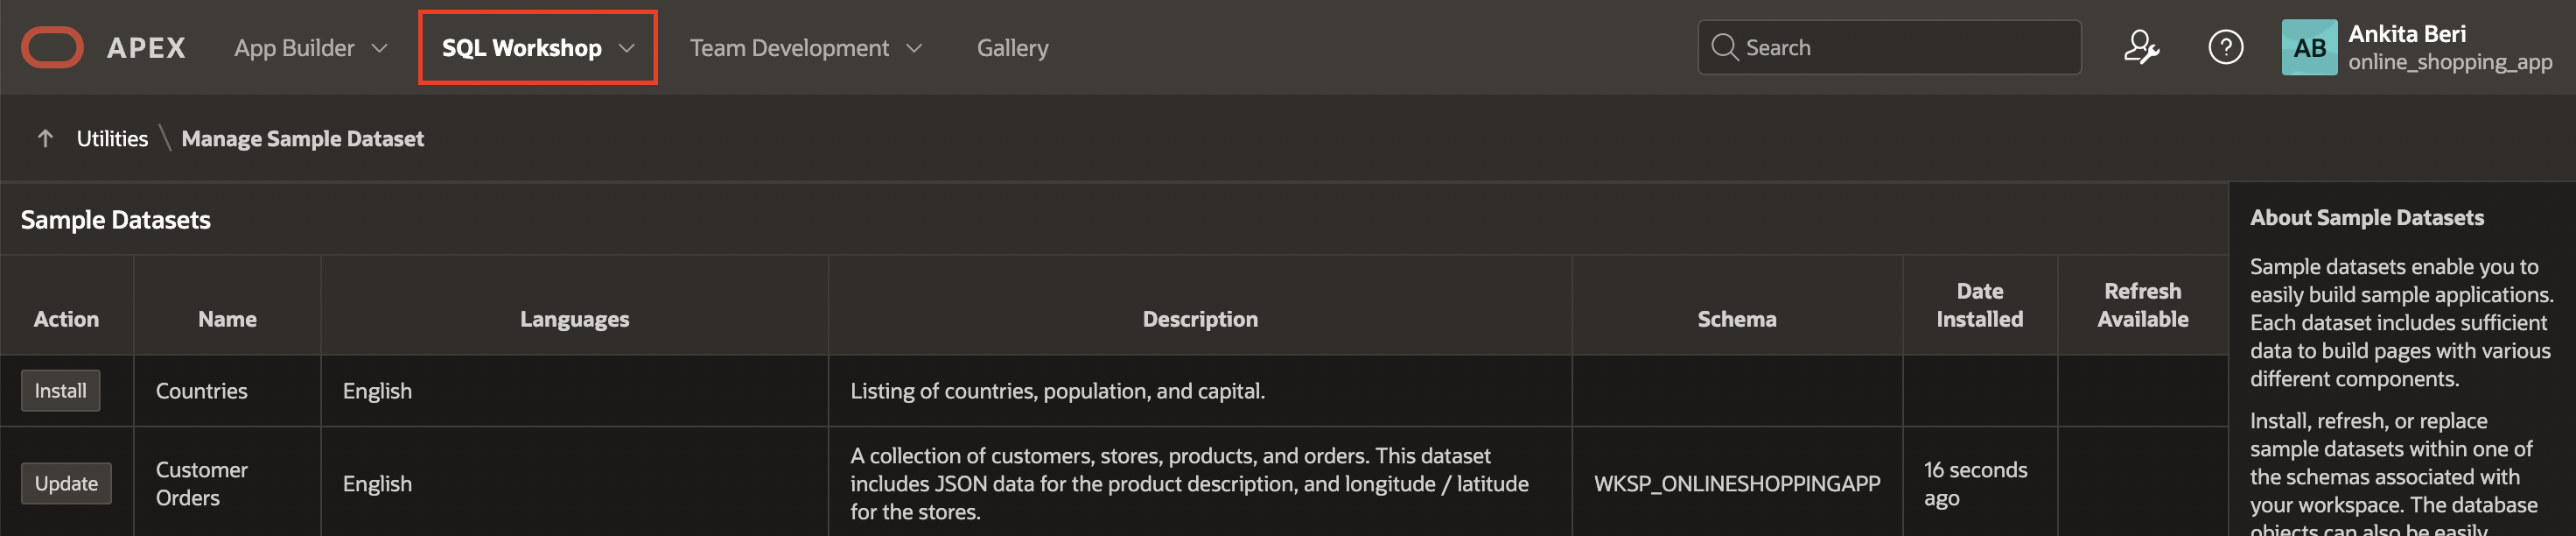 APEX
App Builder
SQL Workshop
Team Development
Gallery
Search
?
AB
Ankita Beri
online_shopping_app
Utilities \ Manage Sample Dataset
Sample Datasets
Action
Name
Languages
Description
Schema
Date
Installed
Refresh
Available
Install
Countries
English
Listing of countries, population, and capital.
Update
Customer
Orders
English
A collection of customers, stores, products, and orders. This dataset
includes JSON data for the product description, and longitude / latitude
for the stores.
WKSP_ONLINESHOPPINGAPP
16 seconds
ago
About Sample Datasets
Sample datasets enable you to
easily build sample applications.
Each dataset includes sufficient
data to build pages with various
different components.
Install, refresh, or replace
sample datasets within one of
the schemas associated with
your workspace. The database
objects can also be easily